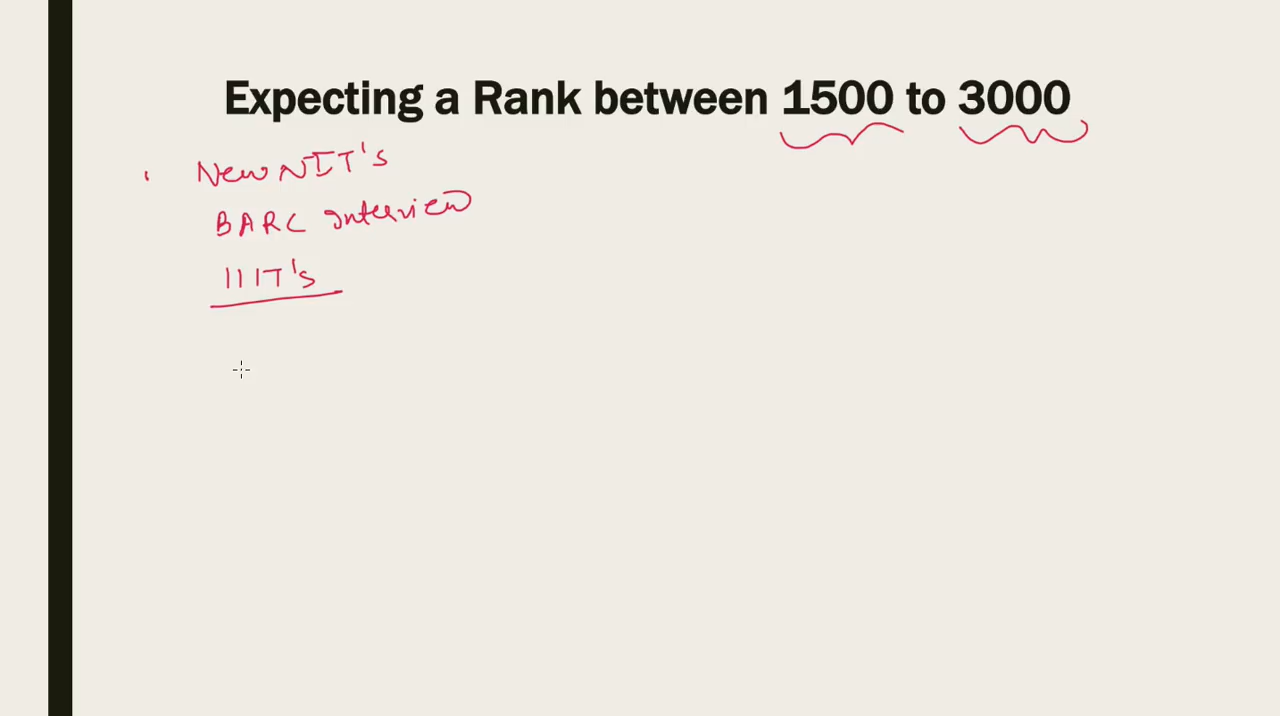 Expecting a Rank between 1500 to 3000
New NIT's
BARC Interview
IIIT's